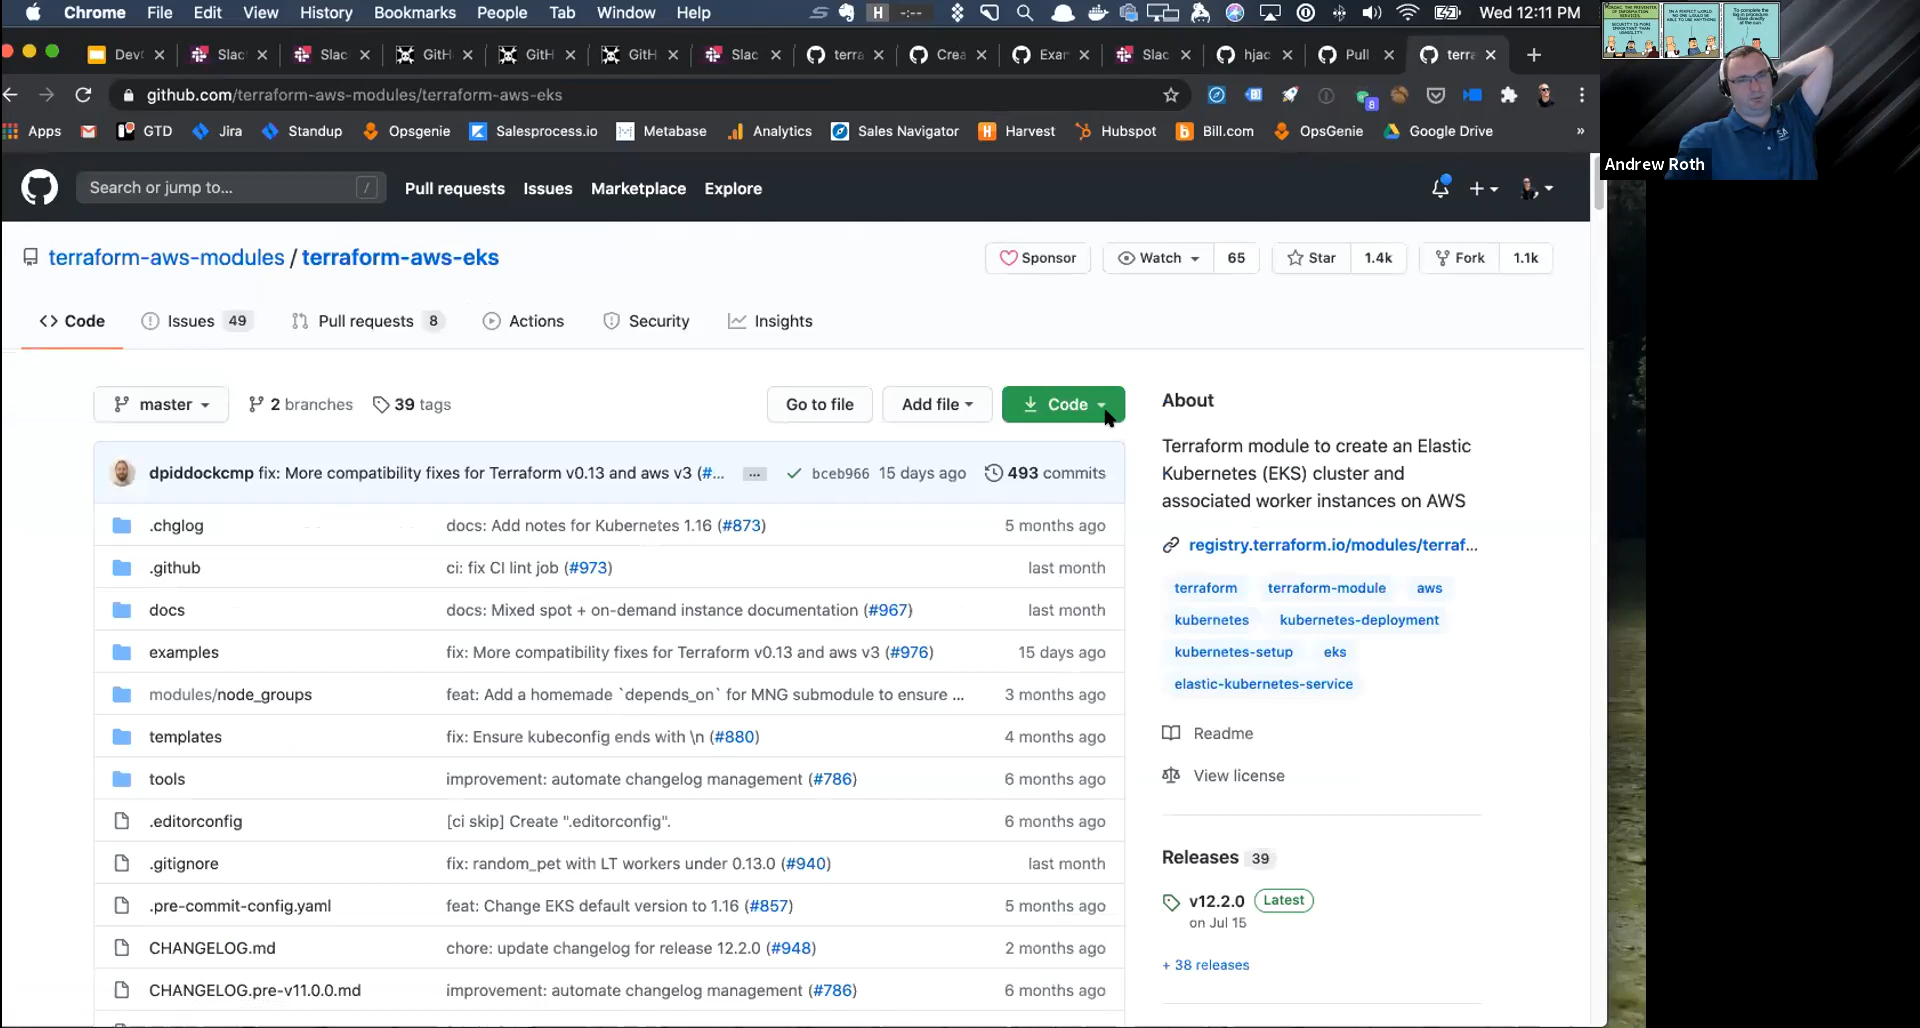 Chrome File Edit View History Bookmarks People Tab Window Help H -:-- Wed 12:11 PM
Dev Slac Slac GitH GitH GitH Slac terra Crea Exar Slac hjac Pull terra
github.com/terraform-aws-modules/terraform-aws-eks 8
Apps GTD Jira Standup Opsgenie Salesprocess.io Metabase Analytics Sales Navigator Harvest Hubspot Bill.com OpsGenie Google Drive »
Andrew Roth
Search or jump to... / Pull requests Issues Marketplace Explore
terraform-aws-modules / terraform-aws-eks Sponsor Watch 65 Star 1.4k Fork 1.1k
<> Code Issues 49 Pull requests 8 Actions Security Insights
master 2 branches 39 tags Go to file Add file Code
dpiddockcmp fix: More compatibility fixes for Terraform v0.13 and aws v3 (#... ... bceb966 15 days ago 493 commits
.chglog docs: Add notes for Kubernetes 1.16 (#873) 5 months ago
.github ci: fix CI lint job (#973) last month
docs docs: Mixed spot + on-demand instance documentation (#967) last month
examples fix: More compatibility fixes for Terraform v0.13 and aws v3 (#976) 15 days ago
modules/node_groups feat: Add a homemade `depends_on` for MNG submodule to ensure ... 3 months ago
templates fix: Ensure kubeconfig ends with \n (#880) 4 months ago
tools improvement: automate changelog management (#786) 6 months ago
.editorconfig [ci skip] Create ".editorconfig". 6 months ago
.gitignore fix: random_pet with LT workers under 0.13.0 (#940) last month
.pre-commit-config.yaml feat: Change EKS default version to 1.16 (#857) 5 months ago
CHANGELOG.md chore: update changelog for release 12.2.0 (#948) 2 months ago
CHANGELOG.pre-v11.0.0.md improvement: automate changelog management (#786) 6 months ago
About
Terraform module to create an Elastic
Kubernetes (EKS) cluster and
associated worker instances on AWS
registry.terraform.io/modules/terraf...
terraform terraform-module aws
kubernetes kubernetes-deployment
kubernetes-setup eks
elastic-kubernetes-service
Readme
View license
Releases 39
v12.2.0 Latest
on Jul 15
+ 38 releases